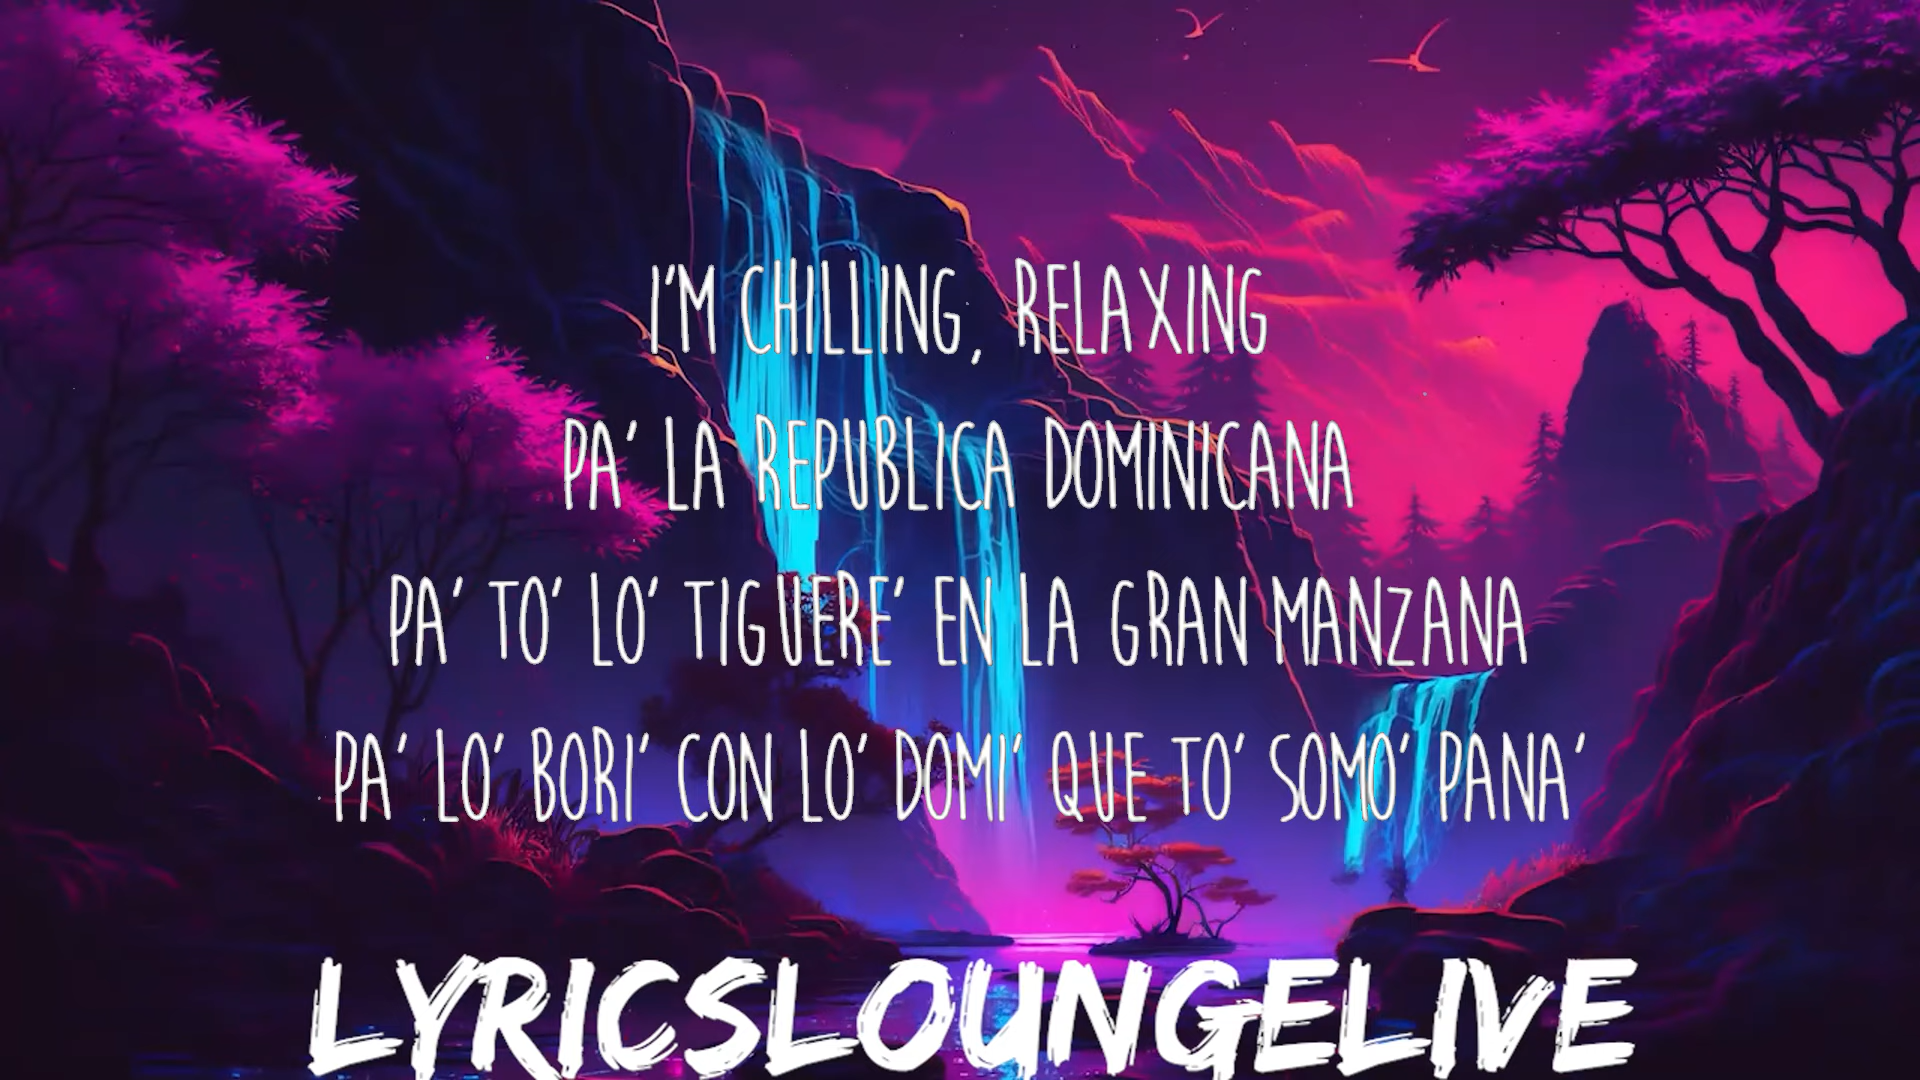 I'M CHILLING, RELAXING
PA' LA REPUBLICA DOMINICANA
PA' TO' LO' TIGUERE' EN LA GRAN MANZANA
PA' LO' BORI' CON LO' DOMI' QUE TO' SOMO' PANA'
LYRICSLOUNGELIVE